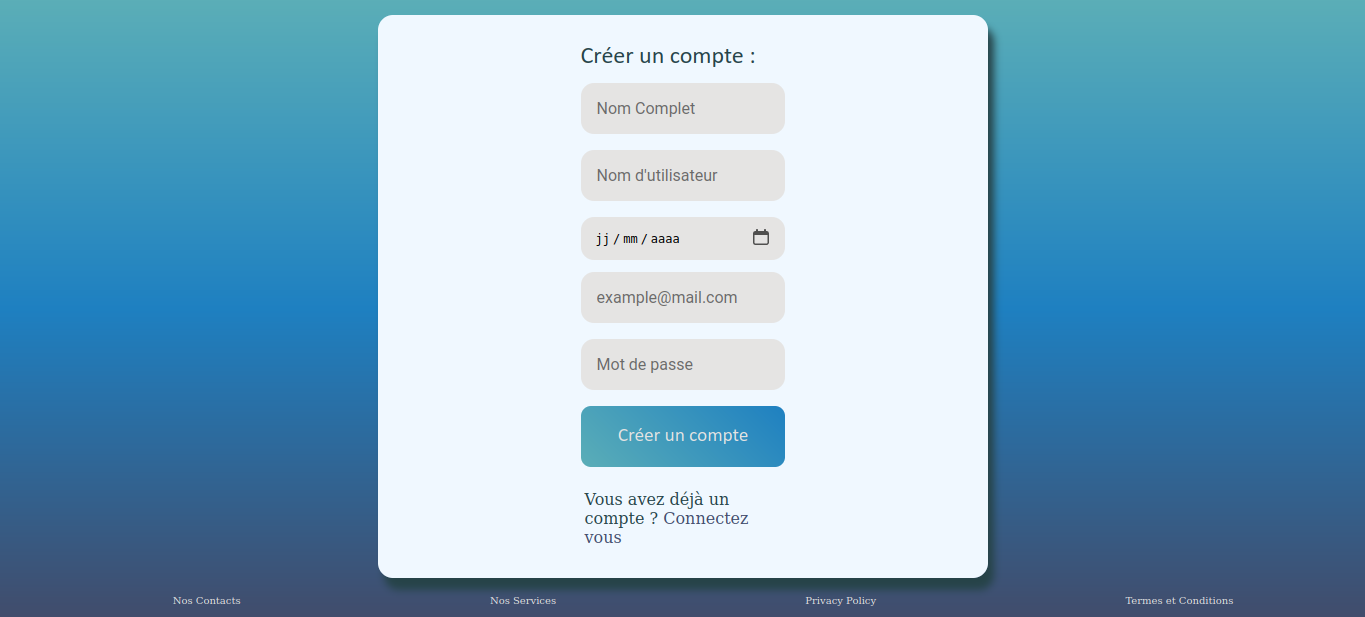 Créer un compte :
Nom Complet
Nom d'utilisateur
jj / mm / aaaa
example@mail.com
Mot de passe
Créer un compte
Vous avez déjà un
compte ? Connectez
vous
Nos Contacts
Nos Services
Privacy Policy
Termes et Conditions